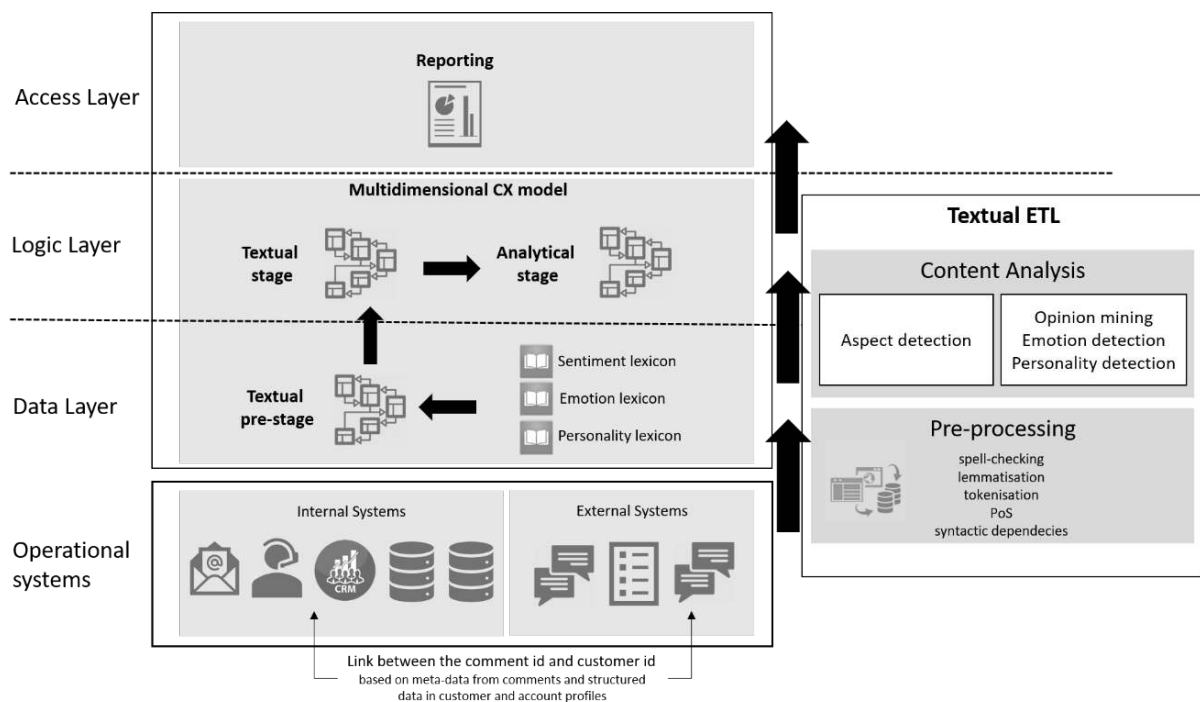 Access Layer
Reporting
Logic Layer
Multidimensional CX model
Textual
stage
Analytical
stage
Data Layer
Textual
pre-stage
Sentiment lexicon
Emotion lexicon
Personality lexicon
Operational
systems
Internal Systems
@
CRM
External Systems
Link between the comment id and customer id
based on meta-data from comments and structured
data in customer and account profiles
Textual ETL
Content Analysis
Aspect detection
Opinion mining
Emotion detection
Personality detection
Pre-processing
spell-checking
lemmatisation
tokenisation
PoS
syntactic dependecies